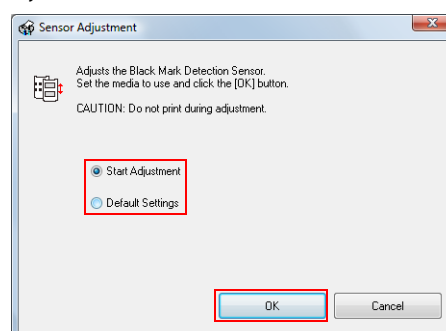 Sensor Adjustment
Adjusts the Black Mark Detection Sensor.
Set the media to use and click the [OK] button.
CAUTION: Do not print during adjustment.
Start Adjustment
Default Settings
OK
Cancel